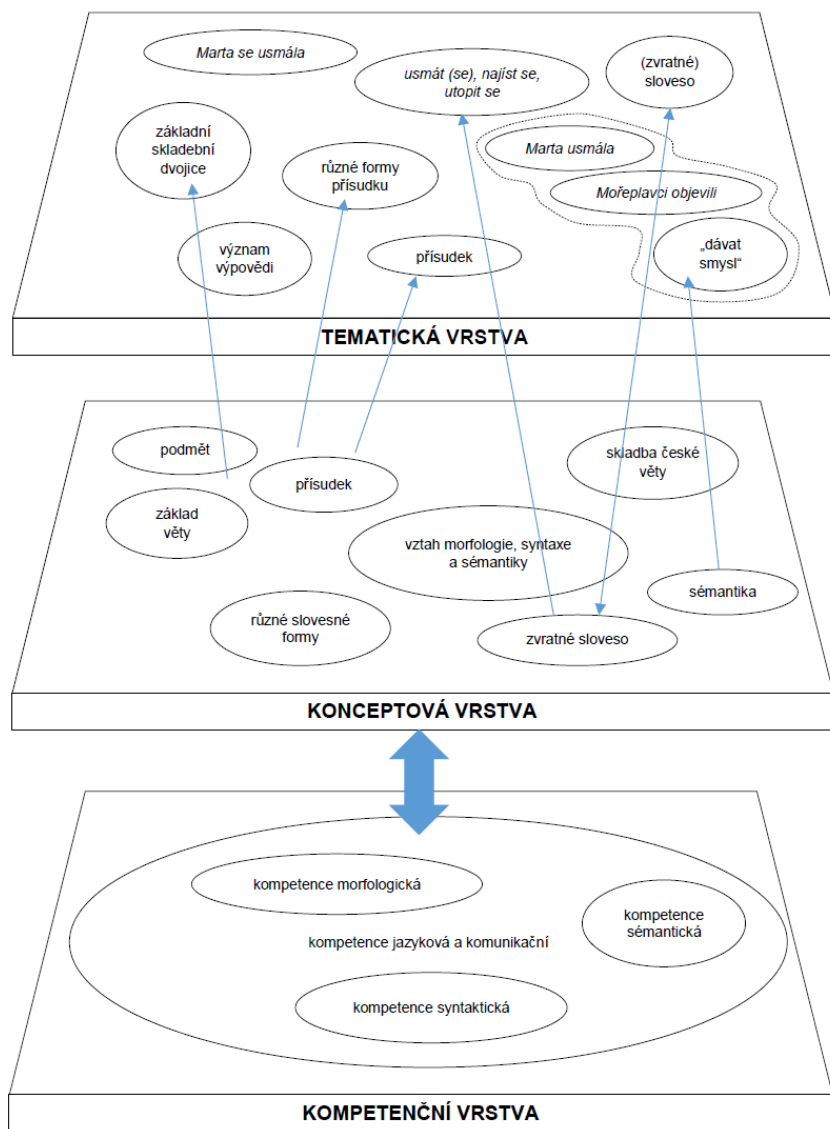 Marta se usmála
usmát (se), najíst se,
utopit se
(zvratné)
sloveso
základní
skladební
dvojice
různé formy
přísudku
Marta usmála
Mořeplavci objevili
význam
výpovědi
přísudek
„dávat
smysl“
TEMATICKÁ VRSTVA
podmět
přísudek
skladba české
věty
základ
věty
vztah morfologie, syntaxe
a sémantiky
sémantika
různé slovesné
formy
zvratné sloveso
KONCEPTOVÁ VRSTVA
kompetence morfologická
kompetence
sémantická
kompetence jazyková a komunikační
kompetence syntaktická
KOMPETENČNÍ VRSTVA